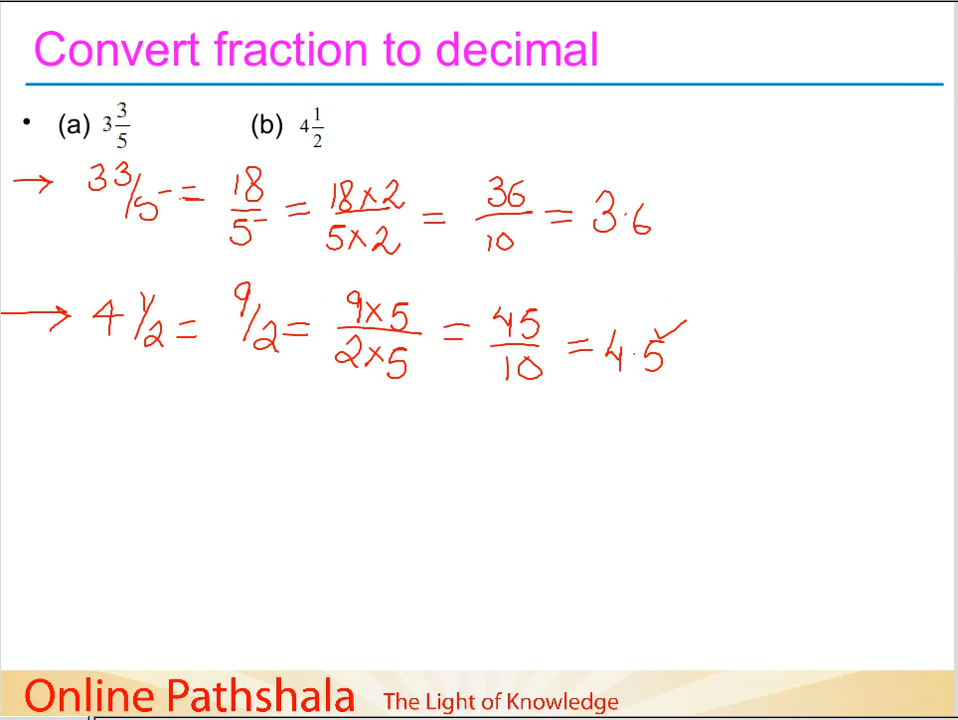 Convert fraction to decimal
• (a) 3 3/5 (b) 4 1/2
→ 3 3/5 = 18/5 = 18×2/5×2 = 36/10 = 3.6
→ 4 1/2 = 9/2 = 9×5/2×5 = 45/10 = 4.5 ✓
Online Pathshala The Light of Knowledge